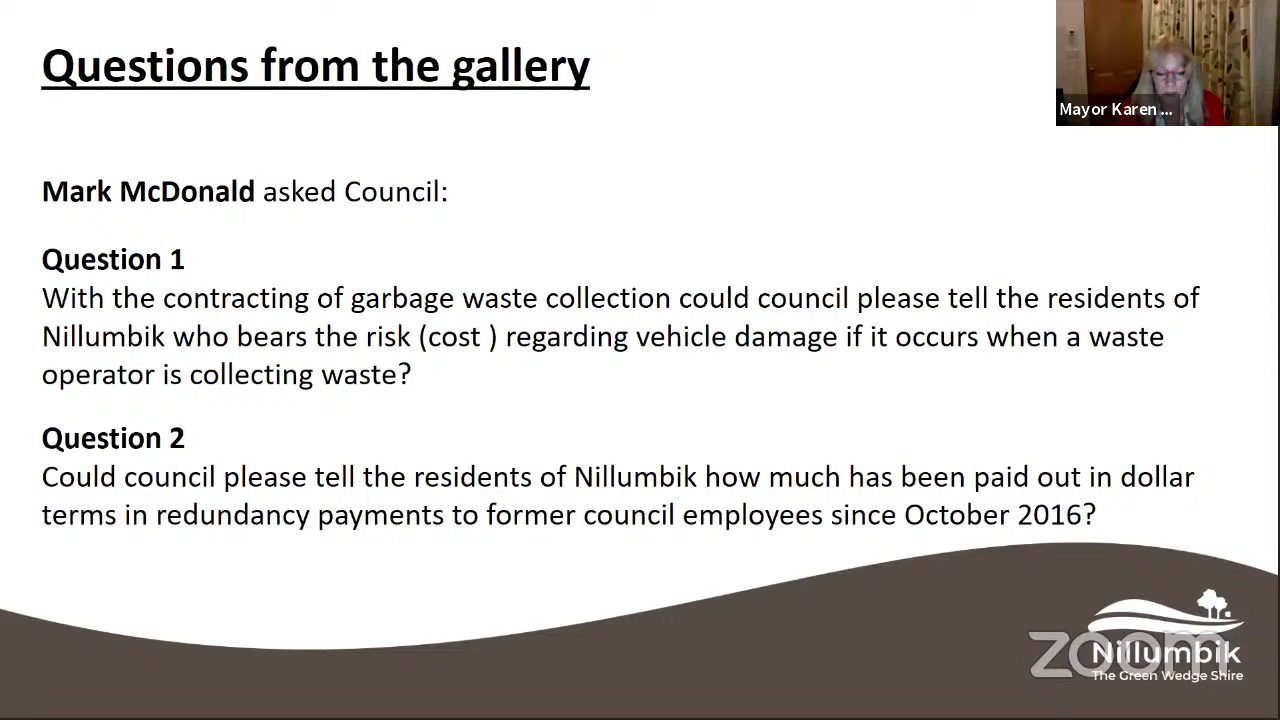 Questions from the gallery
Mayor Karen ...
Mark McDonald asked Council:
Question 1
With the contracting of garbage waste collection could council please tell the residents of
Nillumbik who bears the risk (cost ) regarding vehicle damage if it occurs when a waste
operator is collecting waste?
Question 2
Could council please tell the residents of Nillumbik how much has been paid out in dollar
terms in redundancy payments to former council employees since October 2016?
zoom
Nillumbik
The Green Wedge Shire